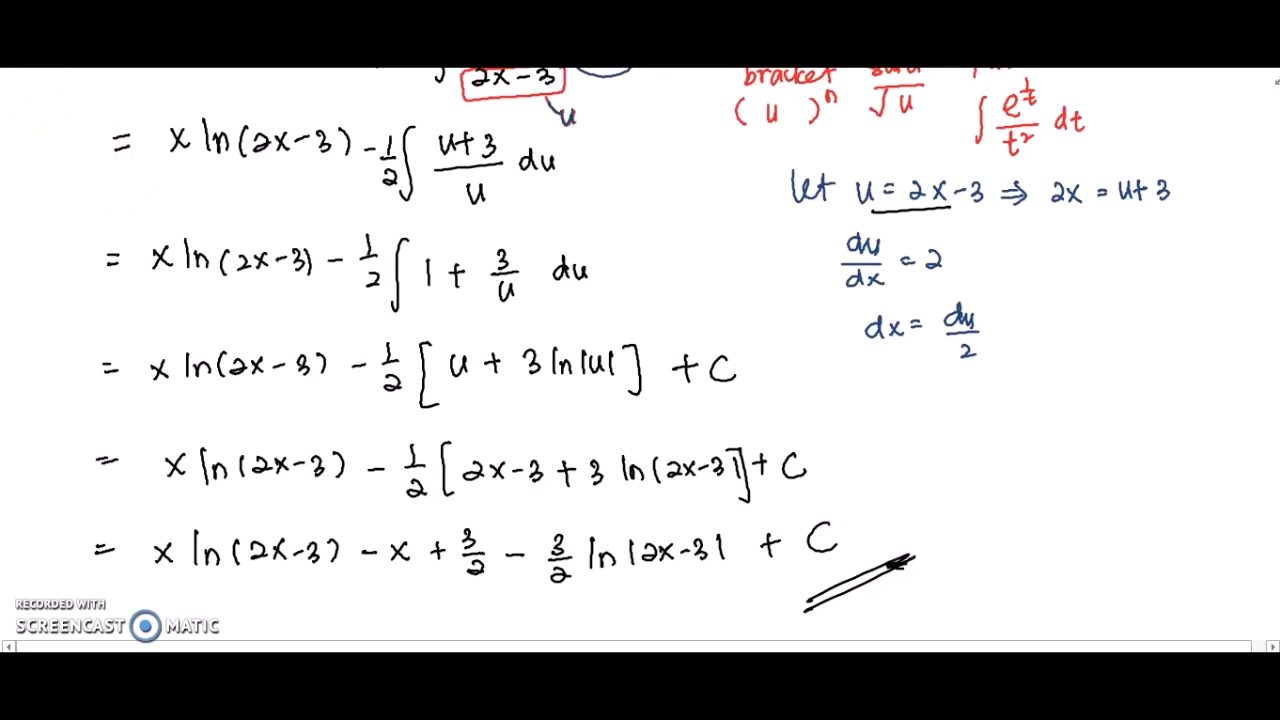 ∫ 2x-3
u
bracket
( u )ⁿ √u
∫ e^(1/t)/t² dt
= x ln(2x-3) - 1/2 ∫ (u+3)/u du
let u = 2x-3 ⇒ 2x = u+3
du/dx = 2
dx = du/2
= x ln(2x-3) - 1/2 ∫ 1 + 3/u du
= x ln(2x-3) - 1/2 [ u + 3 ln|u| ] + C
= x ln(2x-3) - 1/2 [ 2x-3 + 3 ln(2x-3) ] + C
= x ln(2x-3) - x + 3/2 - 3/2 ln|2x-3| + C
RECORDED WITH
SCREENCAST MATIC